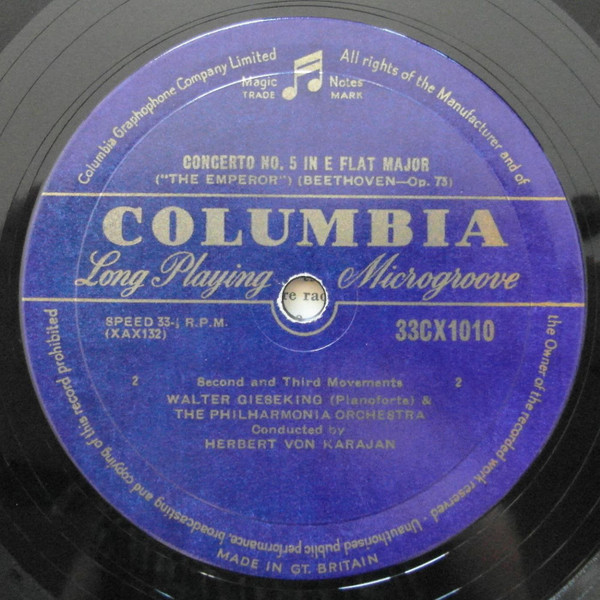 Columbia Graphophone Company Limited
All rights of the Manufacturer and of
the Owner of the recorded work reserved · Unauthorised public performance, broadcasting
and copying of this record prohibited
Magic Notes
TRADE MARK
CONCERTO NO. 5 IN E FLAT MAJOR
("THE EMPEROR") (BEETHOVEN—Op. 73)
COLUMBIA
Long Playing Microgroove
re rac
SPEED 33⅓ R.P.M.
(XAX132)
33CX1010
2 Second and Third Movements 2
WALTER GIESEKING (Pianoforte) &
THE PHILHARMONIA ORCHESTRA
Conducted by
HERBERT VON KARAJAN
MADE IN GT. BRITAIN